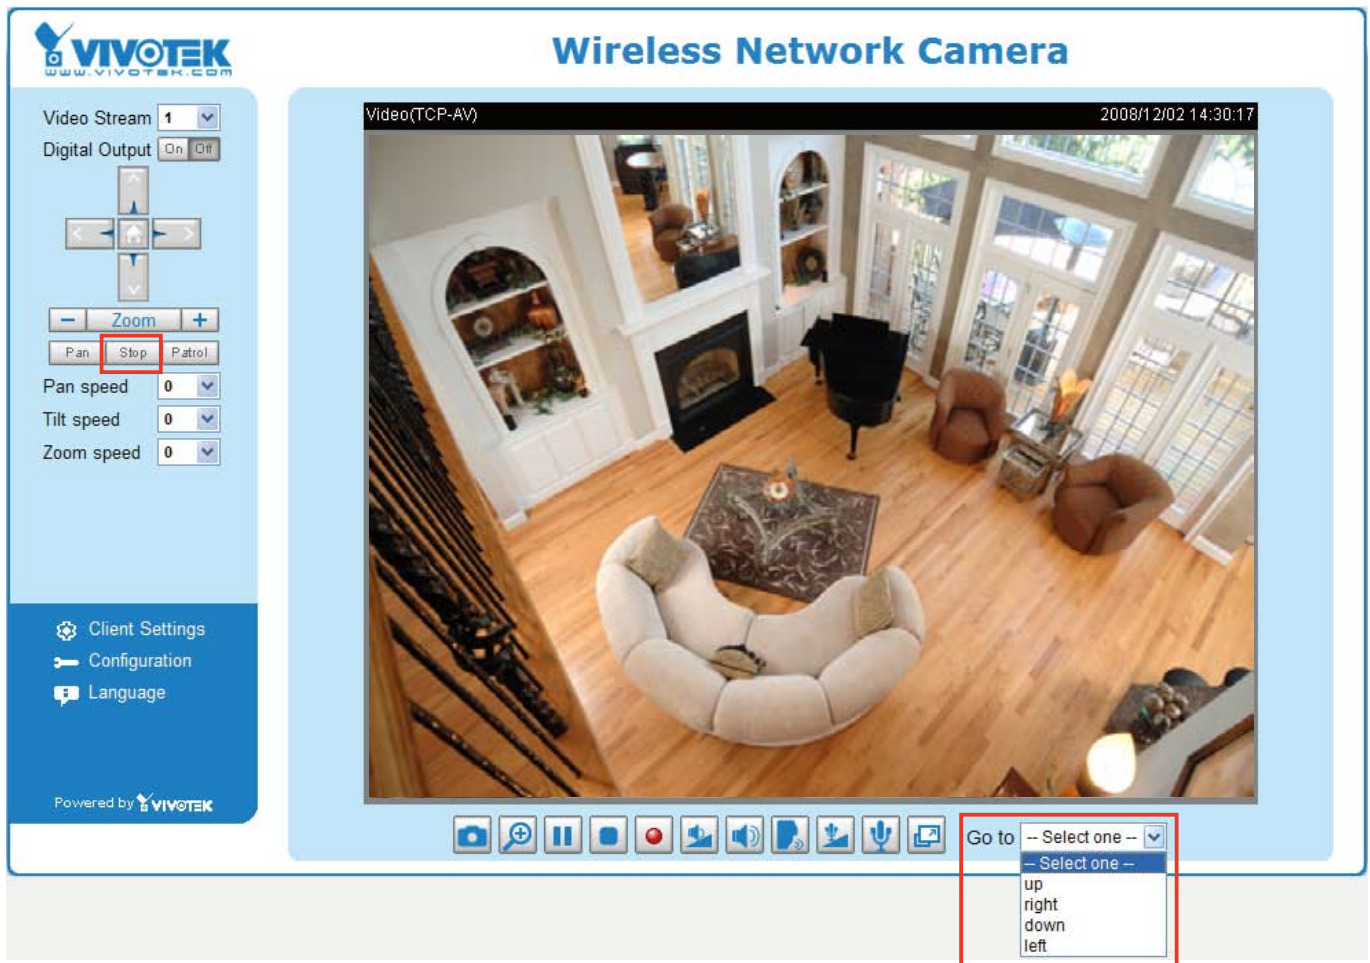 VIVOTEK
www.vivotek.com
Wireless Network Camera
Video Stream 1
Digital Output On Off
Zoom
Pan Stop Patrol
Pan speed 0
Tilt speed 0
Zoom speed 0
Client Settings
Configuration
Language
Powered by VIVOTEK
Video(TCP-AV) 2008/12/02 14:30:17
Go to -- Select one --
-- Select one --
up
right
down
left